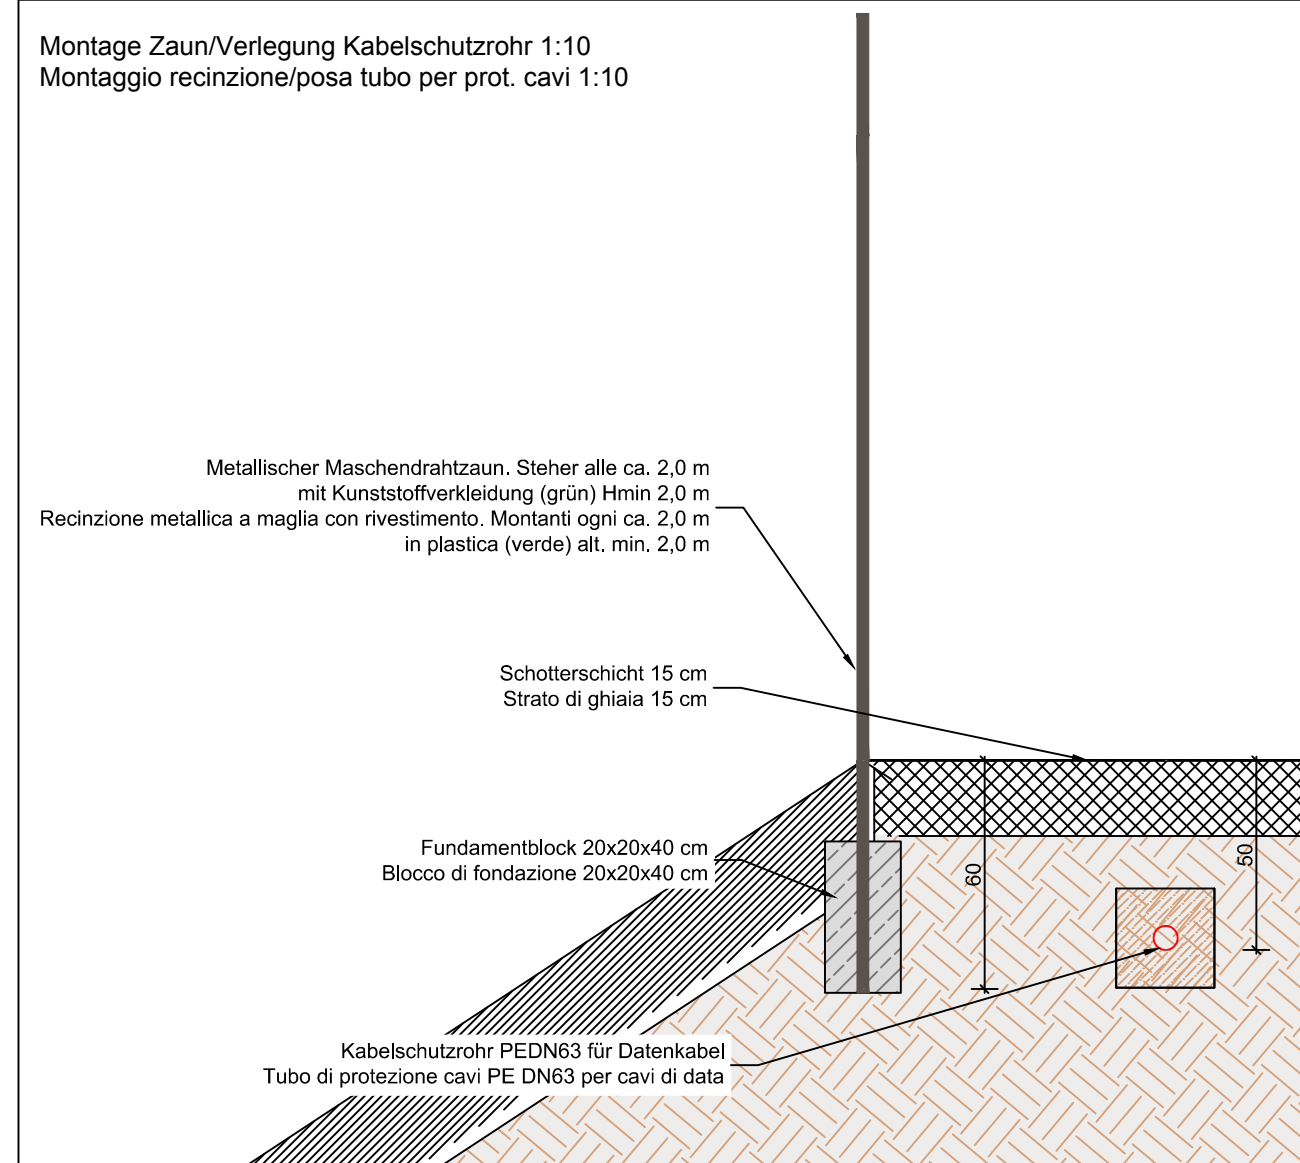 Montage Zaun/Verlegung Kabelschutzrohr 1:10
Montaggio recinzione/posa tubo per prot. cavi 1:10
Metallischer Maschendrahtzaun. Steher alle ca. 2,0 m
mit Kunststoffverkleidung (grün) Hmin 2,0 m
Recinzione metallica a maglia con rivestimento. Montanti ogni ca. 2,0 m
in plastica (verde) alt. min. 2,0 m
Schotterschicht 15 cm
Strato di ghiaia 15 cm
Fundamentblock 20x20x40 cm
Blocco di fondazione 20x20x40 cm
60
50
Kabelschutzrohr PEDN63 für Datenkabel
Tubo di protezione cavi PE DN63 per cavi di data